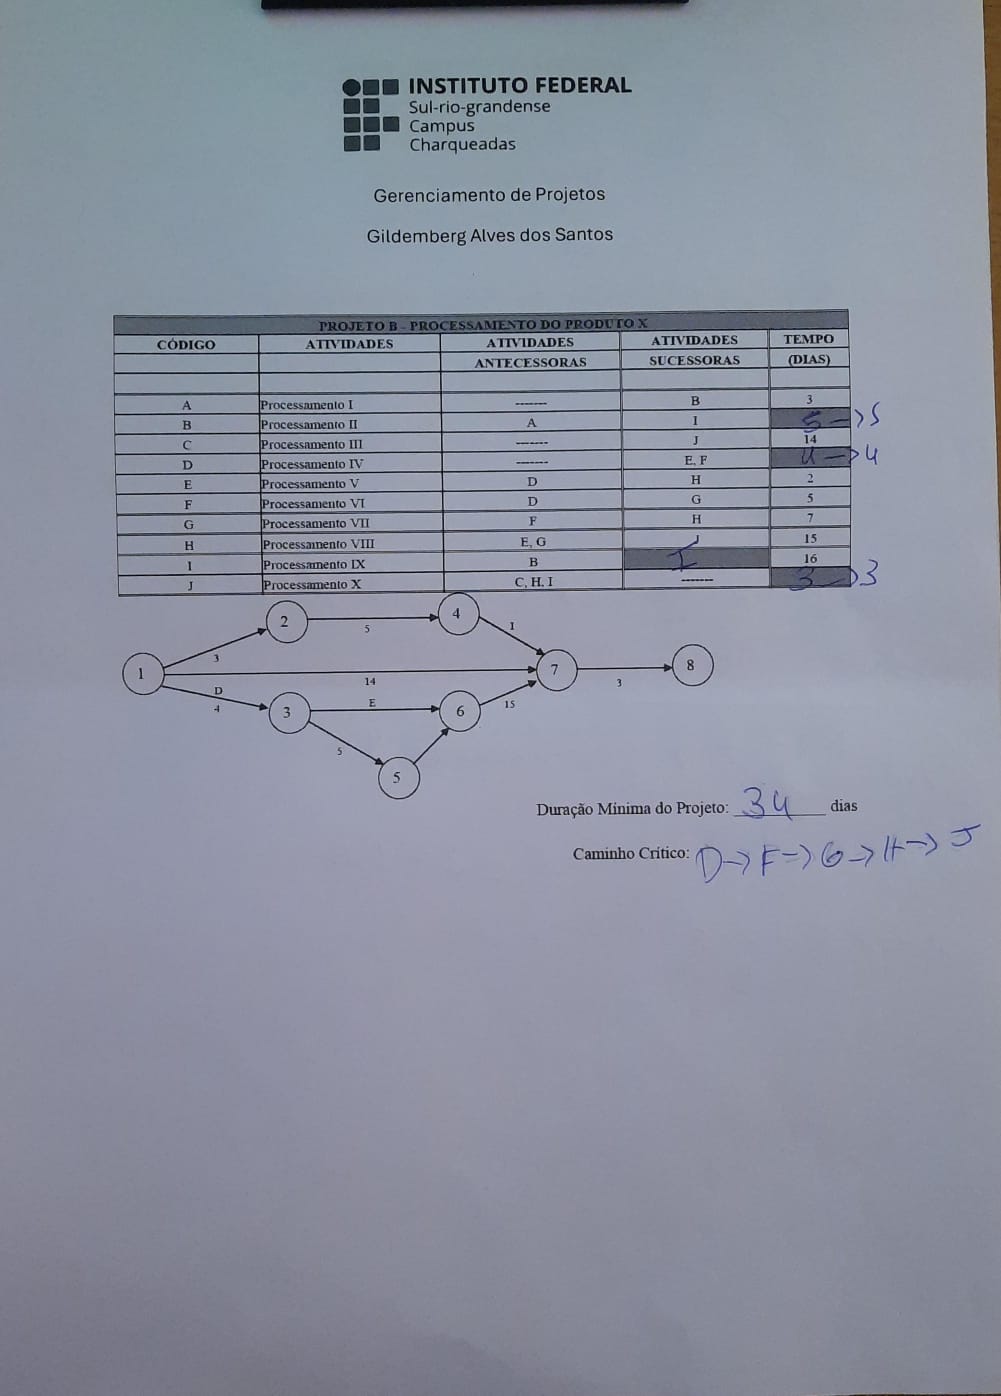 INSTITUTO FEDERAL
Sul-rio-grandense
Campus
Charqueadas
Gerenciamento de Projetos
Gildemberg Alves dos Santos
PROJETO B - PROCESSAMENTO DO PRODUTO X
CÓDIGO ATIVIDADES ATIVIDADES ATIVIDADES TEMPO
ANTECESSORAS SUCESSORAS (DIAS)
A Processamento I ------- B 3
B Processamento II A I 5 -> 5
C Processamento III ------- J 14
D Processamento IV ------- E, F 4 -> 4
E Processamento V D H 2
F Processamento VI D G 5
G Processamento VII F H 7
H Processamento VIII E, G J 15
I Processamento IX B 16
J Processamento X C, H, I ------- 3 -> 3
2 5 4 I
1 3 14 7 3 8
D 4 3 E 6 15
5 5
Duração Mínima do Projeto: 34 dias
Caminho Crítico: D -> F -> G -> H -> J